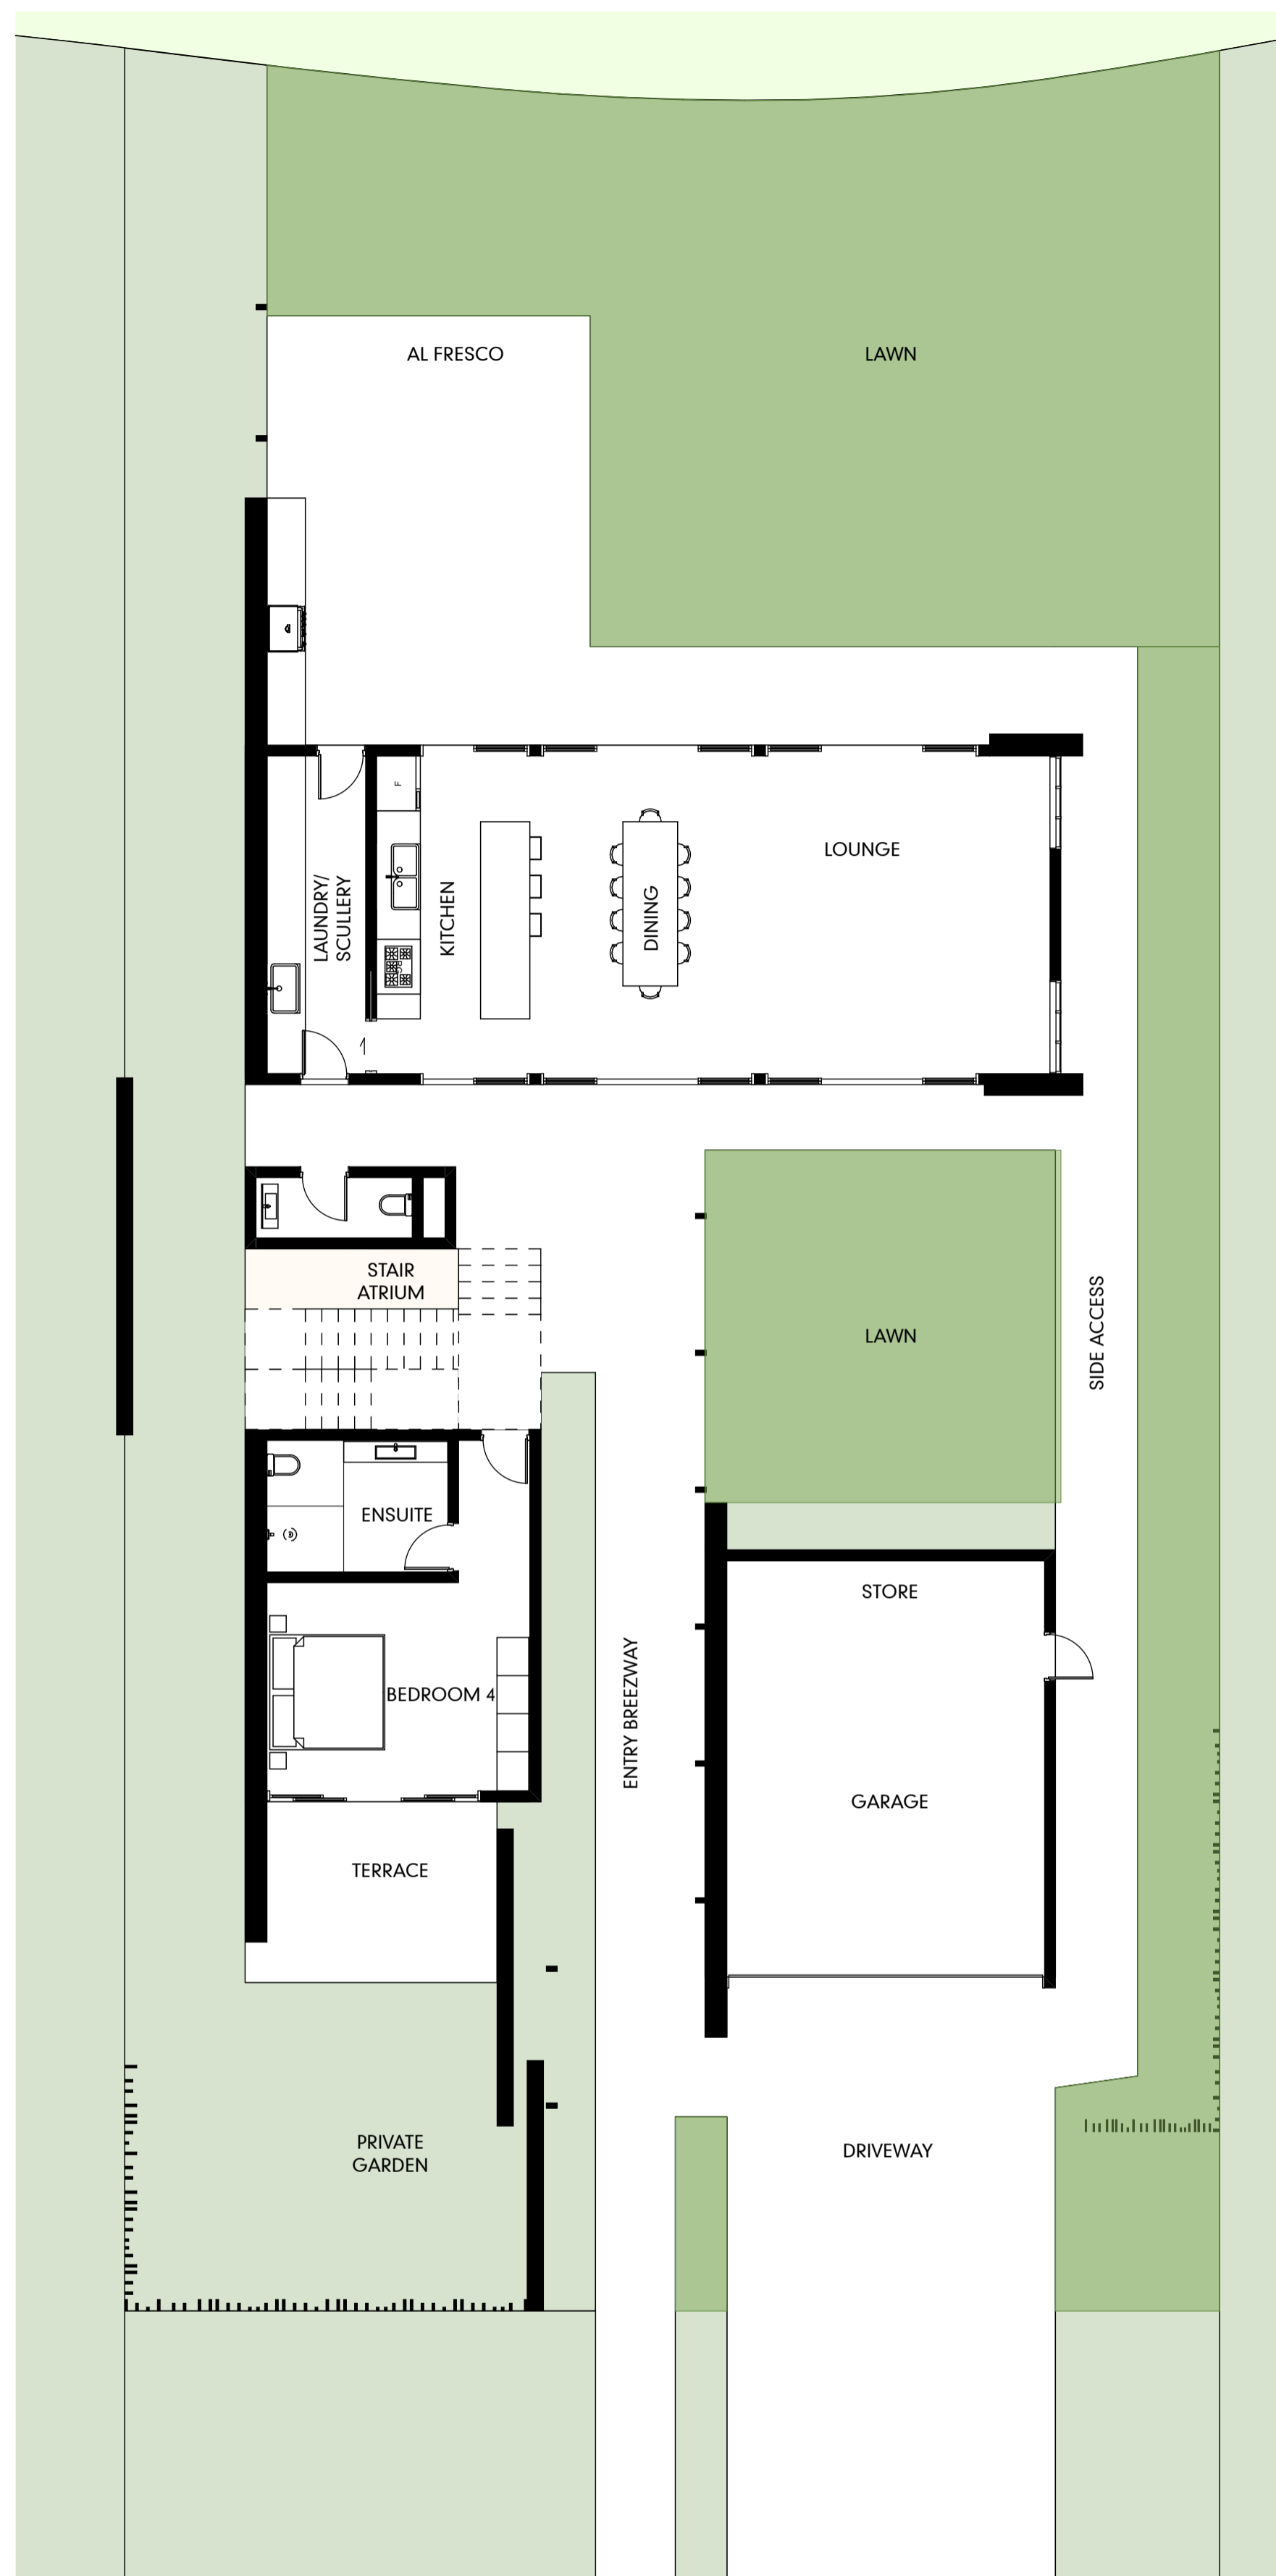 AL FRESCO
LAWN
LOUNGE
LAUNDRY/
SCULLERY
KITCHEN
F
DINING
STAIR
ATRIUM
LAWN
SIDE ACCESS
ENSUITE
STORE
BEDROOM 4
ENTRY BREEZWAY
GARAGE
TERRACE
PRIVATE
GARDEN
DRIVEWAY